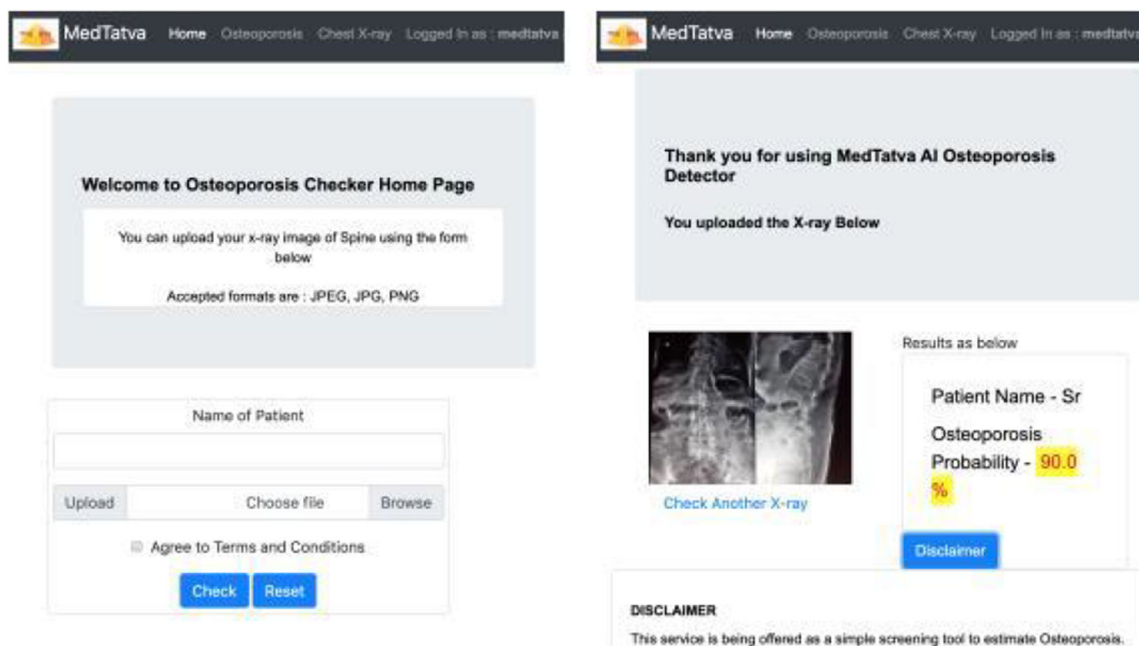 MedTatva Home Osteoporosis Chest X-ray Logged In as : medtatva
Welcome to Osteoporosis Checker Home Page
You can upload your x-ray image of Spine using the form
below
Accepted formats are : JPEG, JPG, PNG
Name of Patient
Upload Choose file Browse
Agree to Terms and Conditions
Check Reset
MedTatva Home Osteoporosis Chest X-ray Logged In as : medtatva
Thank you for using MedTatva AI Osteoporosis
Detector
You uploaded the X-ray Below
Check Another X-ray
Results as below
Patient Name - Sr
Osteoporosis
Probability - 90.0
%
Disclaimer
DISCLAIMER
This service is being offered as a simple screening tool to estimate Osteoporosis.